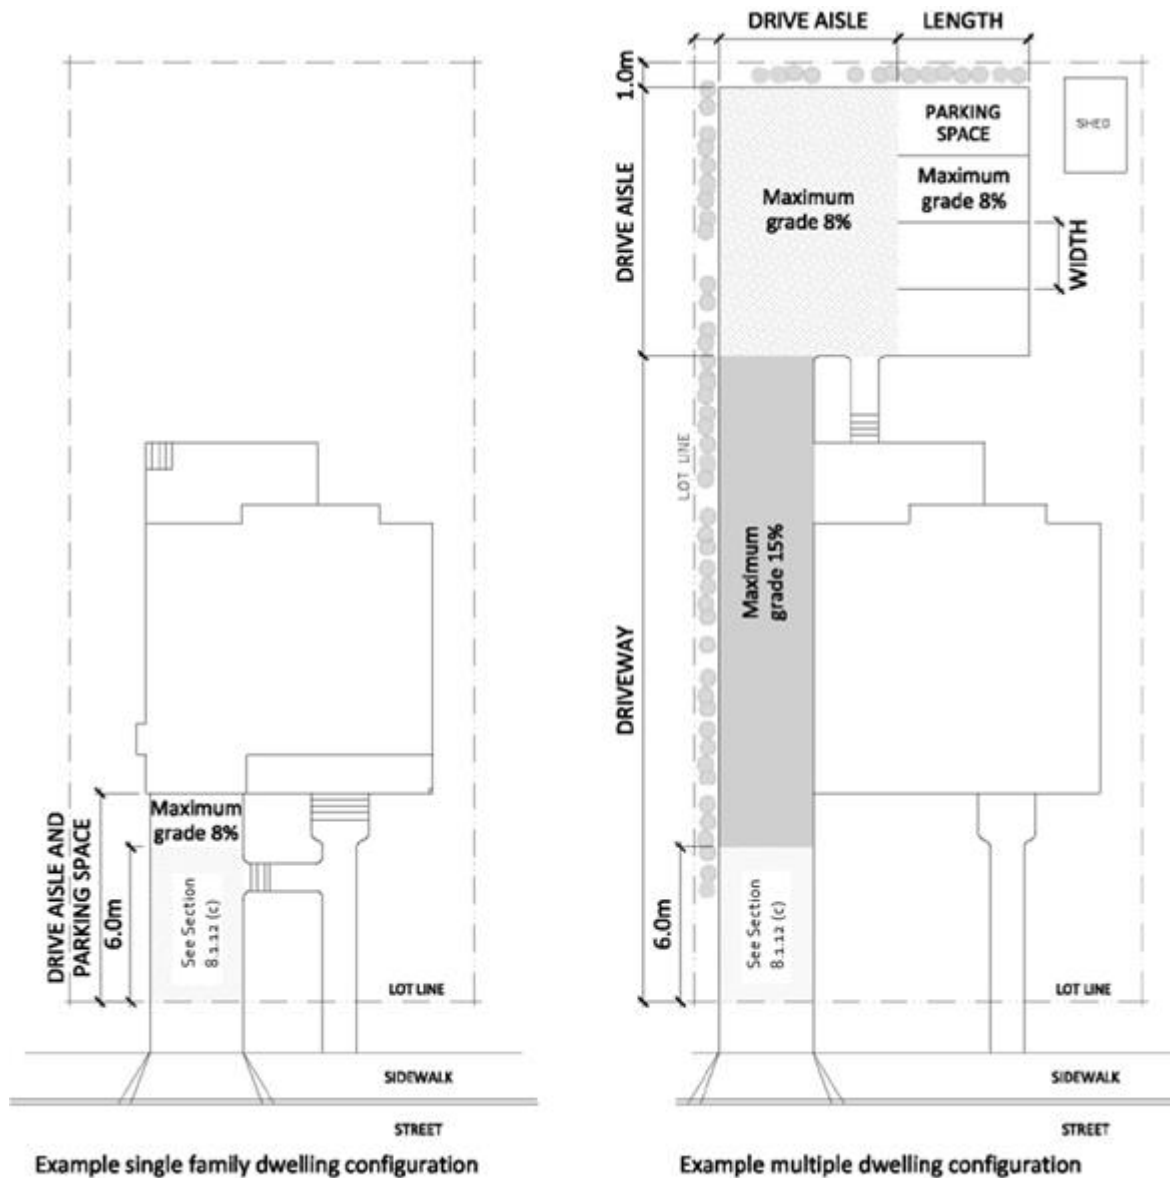 Maximum
grade 8%
DRIVE AISLE AND
PARKING SPACE
6.0m
See Section
8.1.12 (c)
LOT LINE
SIDEWALK
STREET
Example single family dwelling configuration
DRIVE AISLE
LENGTH
1.0m
PARKING
SPACE
SHED
DRIVE AISLE
Maximum
grade 8%
Maximum
grade 8%
WIDTH
LOT LINE
DRIVEWAY
Maximum
grade 15%
6.0m
See Section
8.1.12 (c)
LOT LINE
SIDEWALK
STREET
Example multiple dwelling configuration